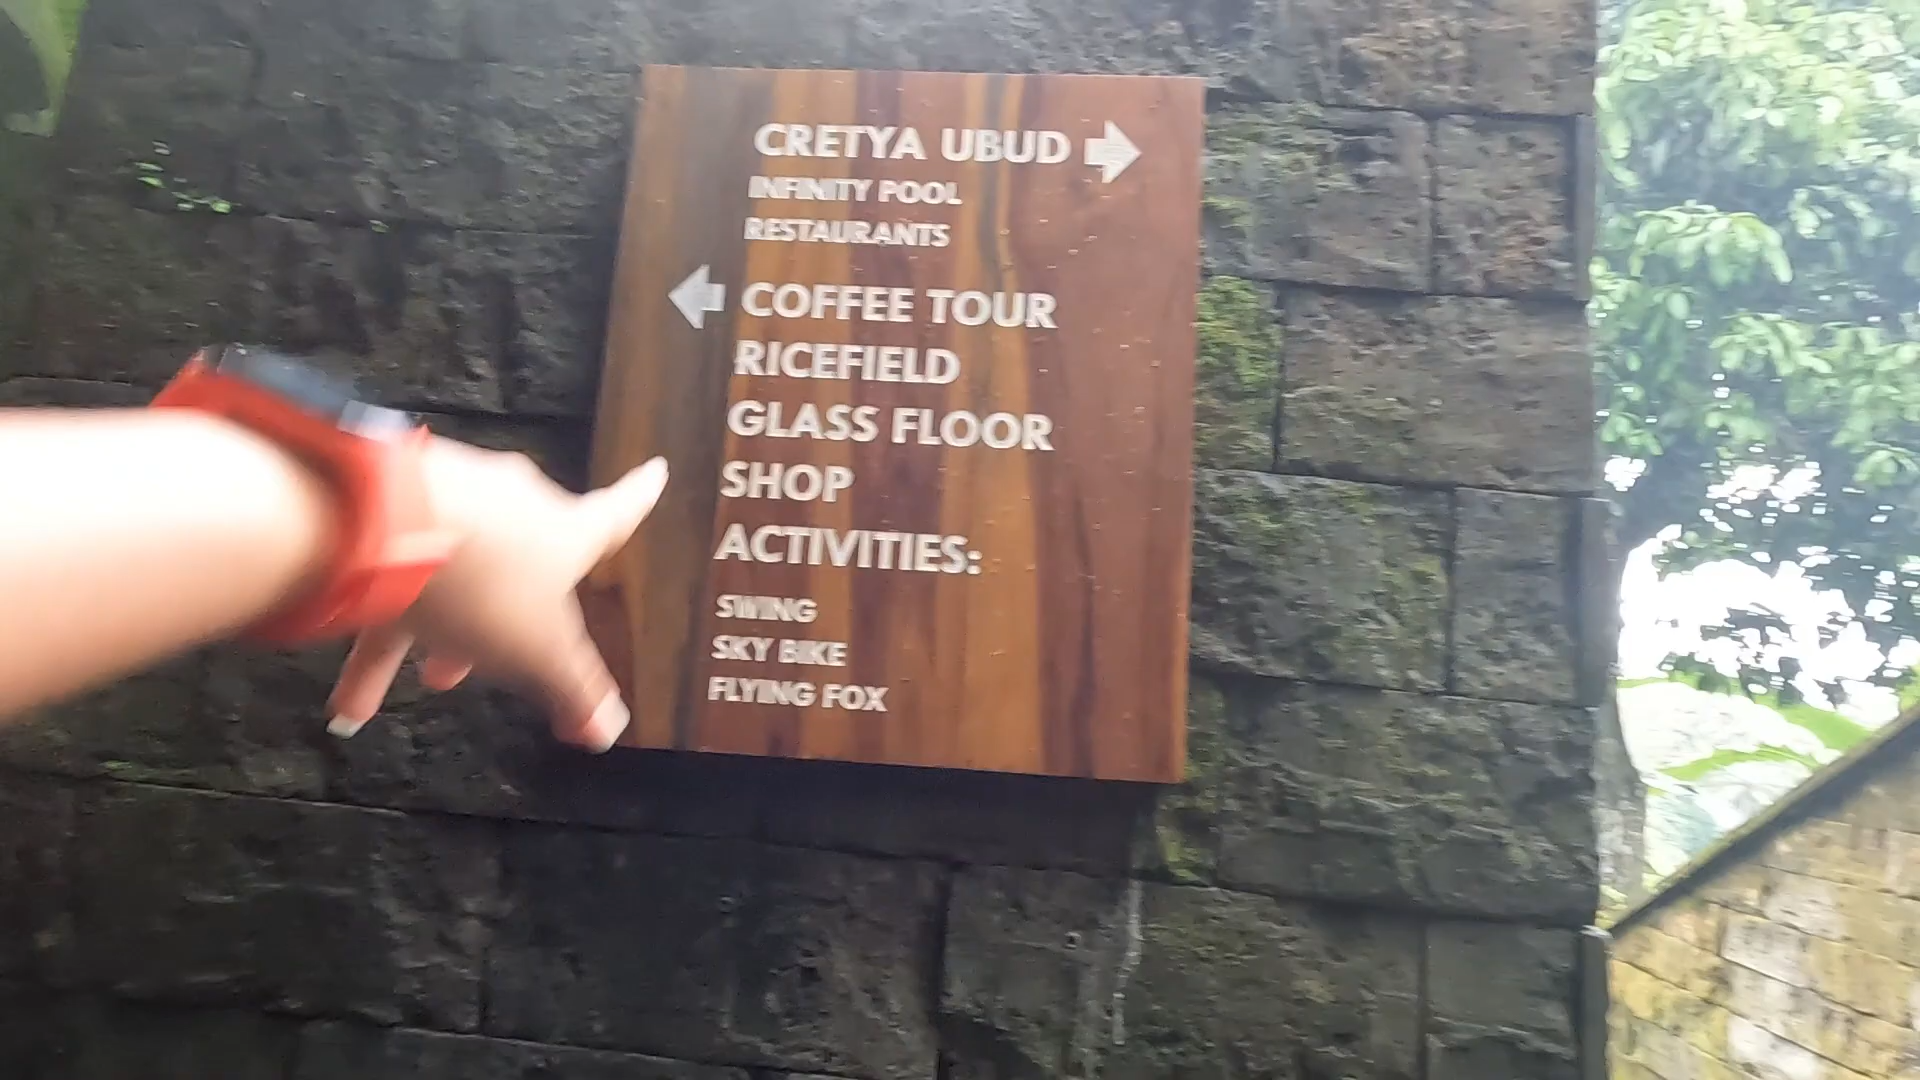 CRETYA UBUD
INFINITY POOL
RESTAURANTS
COFFEE TOUR
RICEFIELD
GLASS FLOOR
SHOP
ACTIVITIES:
SWING
SKY BIKE
FLYING FOX